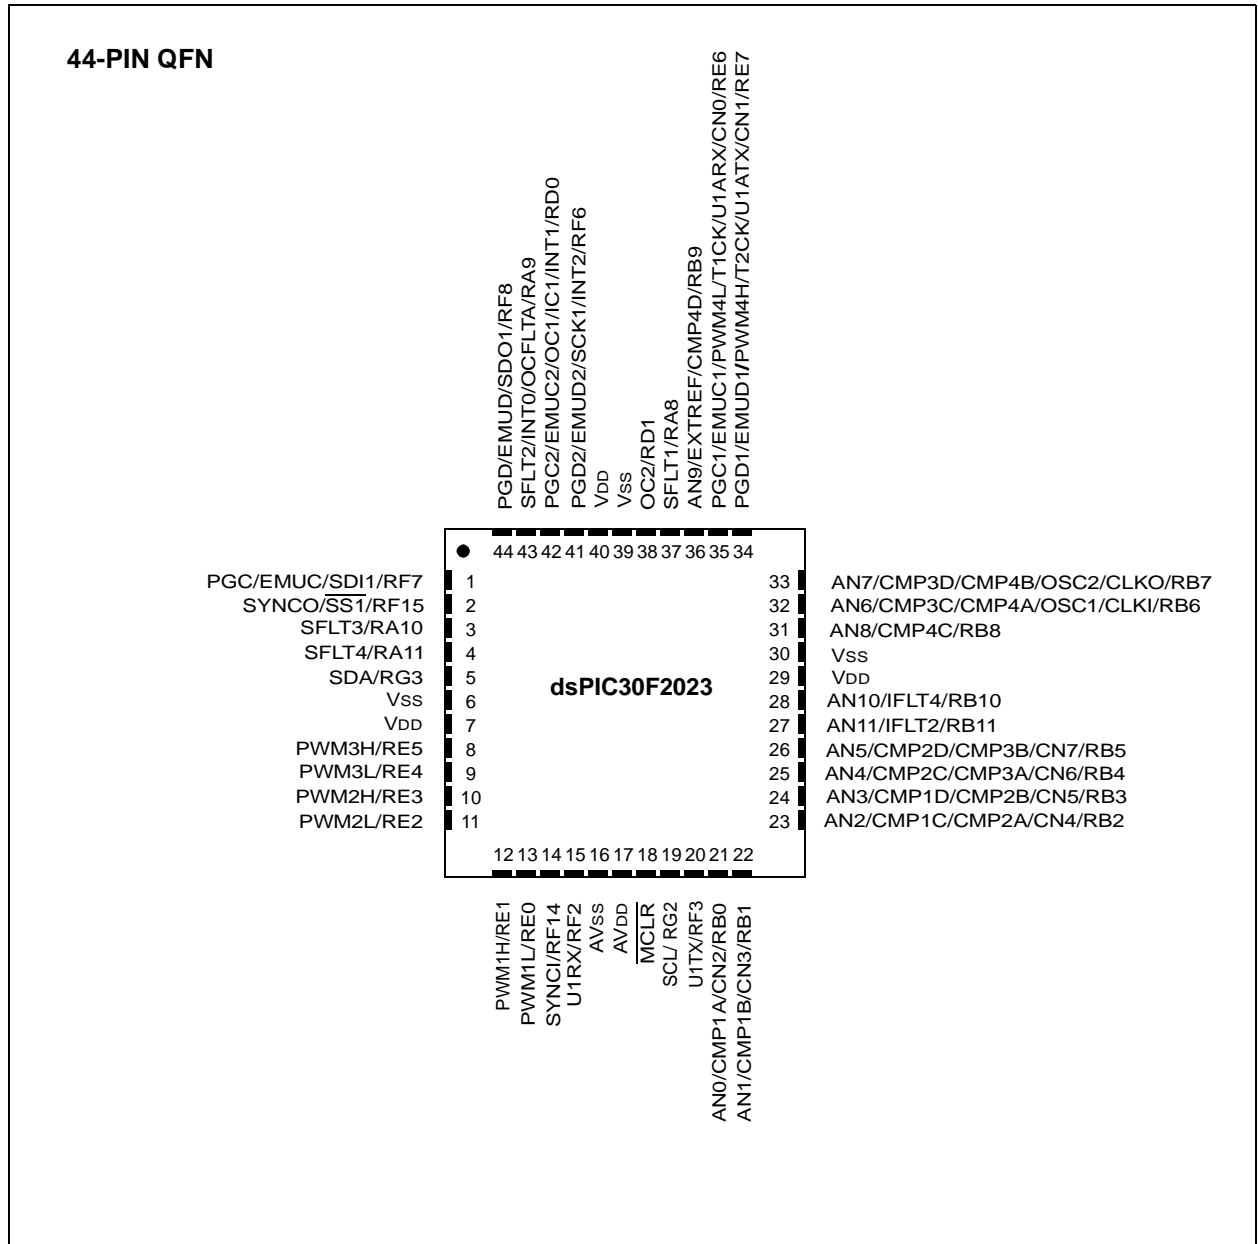 44-PIN QFN
PGD/EMUD/SDO1/RF8
SFLT2/INT0/OCFLTA/RA9
PGC2/EMUC2/OC1/IC1/INT1/RD0
PGD2/EMUD2/SCK1/INT2/RF6
VDD
VSS
OC2/RD1
SFLT1/RA8
AN9/EXTREF/CMP4D/RB9
PGC1/EMUC1/PWM4L/T1CK/U1ARX/CN0/RE6
PGD1/EMUD1/PWM4H/T2CK/U1ATX/CN1/RE7
44 43 42 41 40 39 38 37 36 35 34
PGC/EMUC/SDI1/RF7 1
SYNCO/SS1/RF15 2
SFLT3/RA10 3
SFLT4/RA11 4
SDA/RG3 5
VSS 6
VDD 7
PWM3H/RE5 8
PWM3L/RE4 9
PWM2H/RE3 10
PWM2L/RE2 11
dsPIC30F2023
33 AN7/CMP3D/CMP4B/OSC2/CLKO/RB7
32 AN6/CMP3C/CMP4A/OSC1/CLKI/RB6
31 AN8/CMP4C/RB8
30 VSS
29 VDD
28 AN10/IFLT4/RB10
27 AN11/IFLT2/RB11
26 AN5/CMP2D/CMP3B/CN7/RB5
25 AN4/CMP2C/CMP3A/CN6/RB4
24 AN3/CMP1D/CMP2B/CN5/RB3
23 AN2/CMP1C/CMP2A/CN4/RB2
12 13 14 15 16 17 18 19 20 21 22
PWM1H/RE1
PWM1L/RE0
SYNCI/RF14
U1RX/RF2
AVSS
AVDD
MCLR
SCL/ RG2
U1TX/RF3
AN0/CMP1A/CN2/RB0
AN1/CMP1B/CN3/RB1